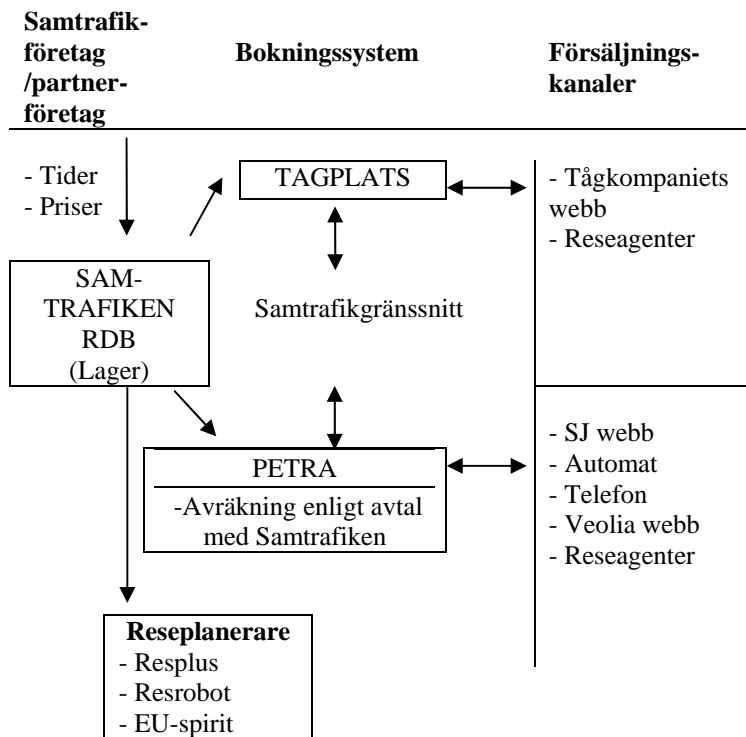 Samtrafik-
företag
/partner-
företag
Bokningssystem
Försäljnings-
kanaler
- Tider
- Priser
SAM-
TRAFIKEN
RDB
(Lager)
TAGPLATS
Samtrafikgränssnitt
PETRA
-Avräkning enligt avtal
med Samtrafiken
- Tågkompaniets
webb
- Reseagenter
- SJ webb
- Automat
- Telefon
- Veolia webb
- Reseagenter
Reseplanerare
- Resplus
- Resrobot
- EU-spirit